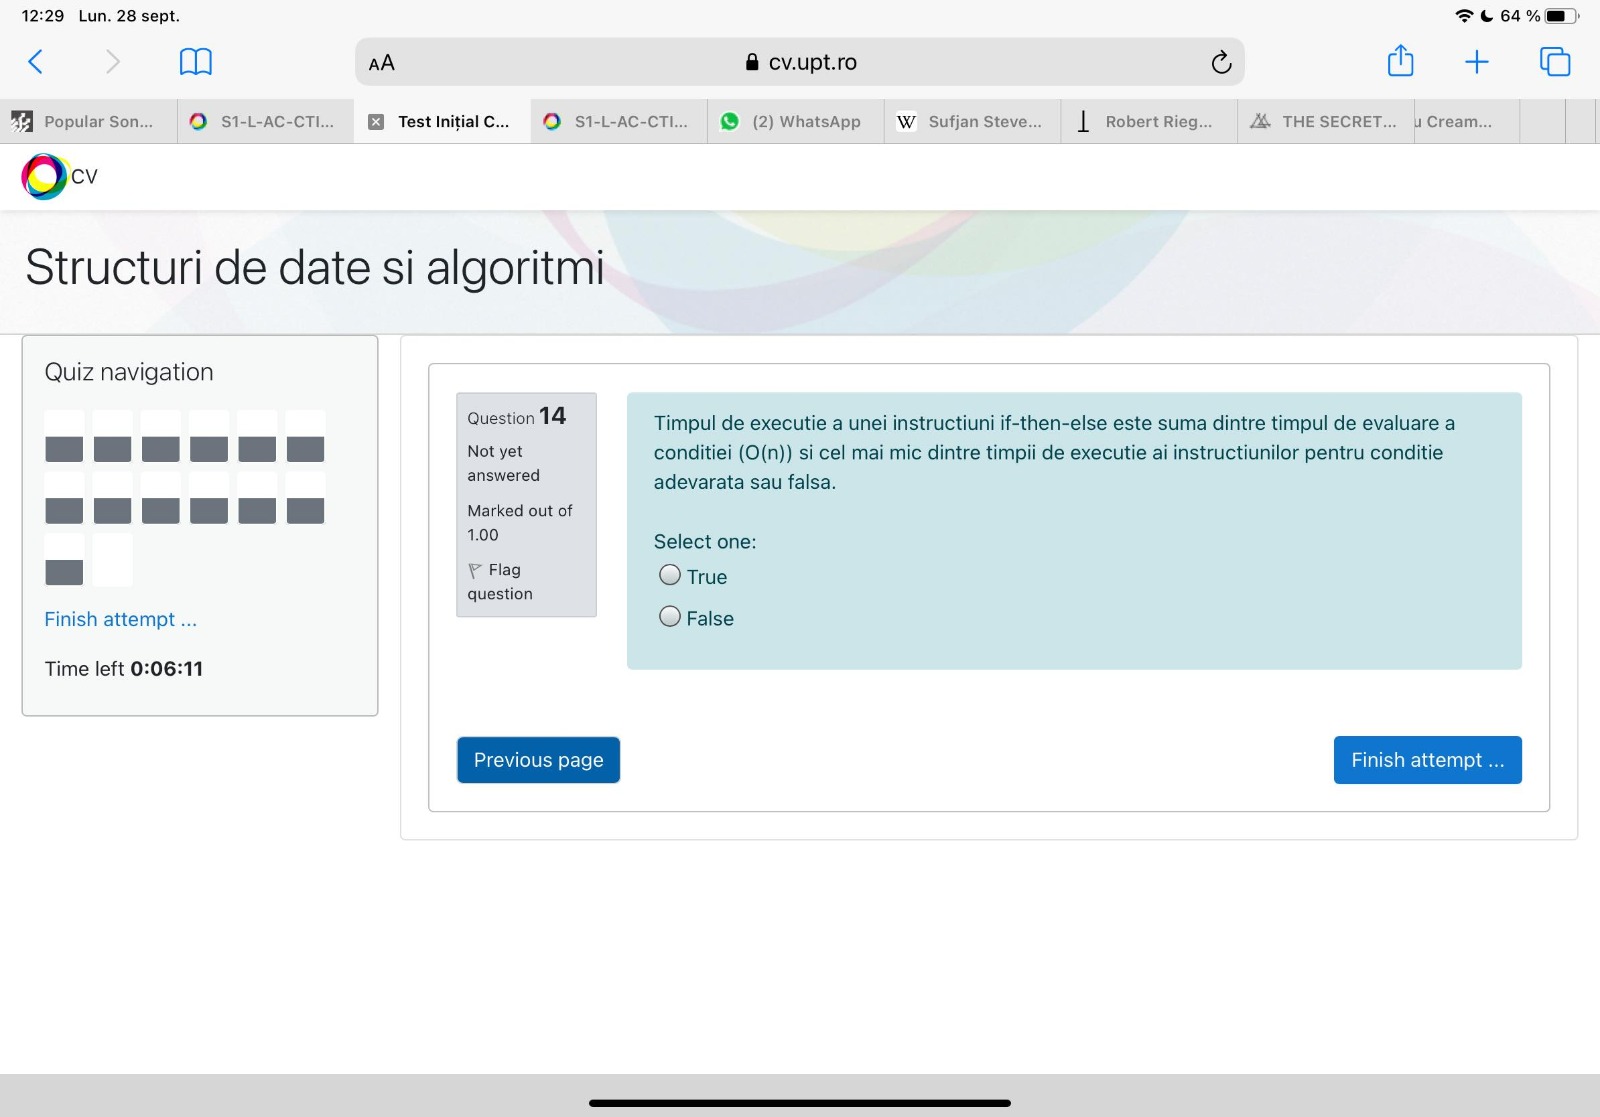 12:29 Lun. 28 sept.
64 %
AA
cv.upt.ro
Popular Son...
S1-L-AC-CTI...
Test Inițial C...
S1-L-AC-CTI...
(2) WhatsApp
W Sufjan Steve...
Robert Rieg...
THE SECRET...
u Cream...
CV
Structuri de date si algoritmi
Quiz navigation
Finish attempt ...
Time left 0:06:11
Question 14
Not yet
answered
Marked out of
1.00
Flag
question
Timpul de executie a unei instructiuni if-then-else este suma dintre timpul de evaluare a
conditiei (O(n)) si cel mai mic dintre timpii de executie ai instructiunilor pentru conditie
adevarata sau falsa.
Select one:
True
False
Previous page
Finish attempt ...